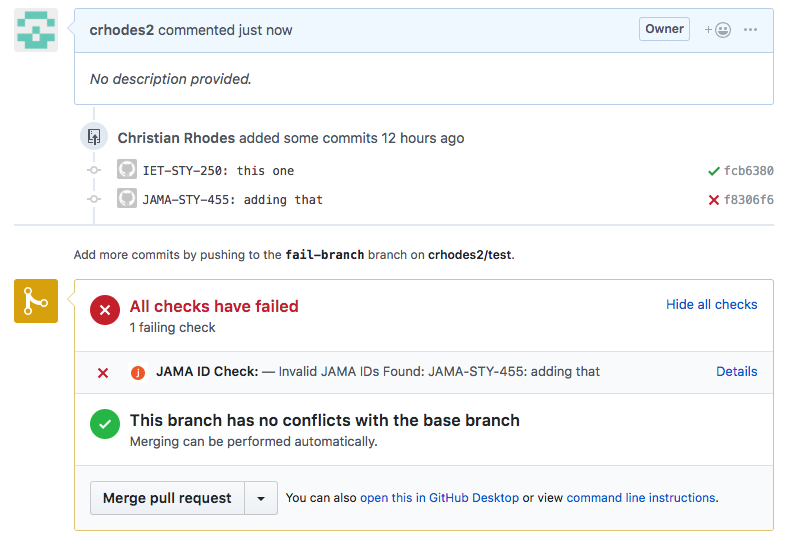 crhodes2 commented just now
Owner
No description provided.
Christian Rhodes added some commits 12 hours ago
IET-STY-250: this one fcb6380
JAMA-STY-455: adding that f8306f6
Add more commits by pushing to the fail-branch branch on crhodes2/test.
All checks have failed
Hide all checks
1 failing check
j JAMA ID Check: — Invalid JAMA IDs Found: JAMA-STY-455: adding that Details
This branch has no conflicts with the base branch
Merging can be performed automatically.
Merge pull request
You can also open this in GitHub Desktop or view command line instructions.